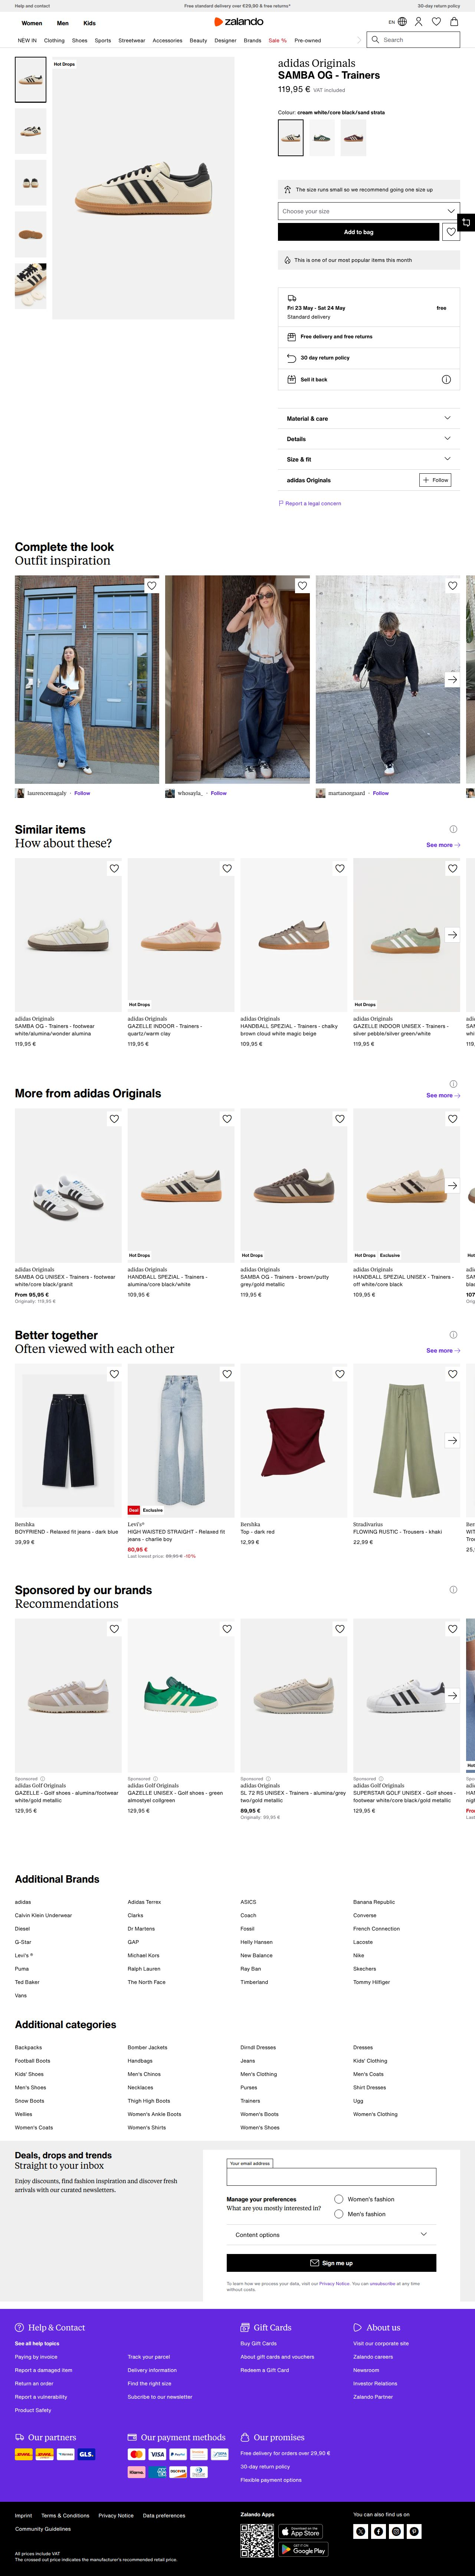 Help and contact
Free standard delivery over €29,90 & free returns*
30-day return policy
Women
Men
Kids
zalando
EN
NEW IN
Clothing
Shoes
Sports
Streetwear
Accessories
Beauty
Designer
Brands
Sale %
Pre-owned
Search
Hot Drops
adidas Originals
SAMBA OG - Trainers
119,95 € VAT included
Colour: cream white/core black/sand strata
The size runs small so we recommend going one size up
Choose your size
Add to bag
This is one of our most popular items this month
Fri 23 May - Sat 24 May
free
Standard delivery
Free delivery and free returns
30 day return policy
Sell it back
Material & care
Details
Size & fit
adidas Originals
Follow
Report a legal concern
Complete the look
Outfit inspiration
laurencemagaly · Follow
whosayla_ · Follow
martanorgaard · Follow
Similar items
How about these?
See more
Hot Drops
Hot Drops
adidas Originals
SAMBA OG - Trainers - footwear
white/alumina/wonder alumina
119,95 €
adidas Originals
GAZELLE INDOOR - Trainers -
quartz/warm clay
119,95 €
adidas Originals
HANDBALL SPEZIAL - Trainers - chalky
brown cloud white magic beige
109,95 €
adidas Originals
GAZELLE INDOOR UNISEX - Trainers -
silver pebble/silver green/white
119,95 €
More from adidas Originals
See more
Hot Drops
Hot Drops
Hot Drops Exclusive
adidas Originals
SAMBA OG UNISEX - Trainers - footwear
white/core black/granit
From 95,95 €
Originally: 119,95 €
adidas Originals
HANDBALL SPEZIAL - Trainers -
alumina/core black/white
109,95 €
adidas Originals
SAMBA OG - Trainers - brown/putty
grey/gold metallic
119,95 €
adidas Originals
HANDBALL SPEZIAL UNISEX - Trainers -
off white/core black
109,95 €
Better together
Often viewed with each other
See more
Deal Exclusive
Bershka
BOYFRIEND - Relaxed fit jeans - dark blue
39,99 €
Levi's®
HIGH WAISTED STRAIGHT - Relaxed fit
jeans - charlie boy
80,95 €
Last lowest price: 89,95 € -10%
Bershka
Top - dark red
12,99 €
Stradivarius
FLOWING RUSTIC - Trousers - khaki
22,99 €
Sponsored by our brands
Recommendations
Sponsored
adidas Golf Originals
GAZELLE - Golf shoes - alumina/footwear
white/gold metallic
129,95 €
Sponsored
adidas Golf Originals
GAZELLE UNISEX - Golf shoes - green
almostyel collgreen
129,95 €
Sponsored
adidas Originals
SL 72 RS UNISEX - Trainers - alumina/grey
two/gold metallic
89,95 €
Originally: 99,95 €
Sponsored
adidas Golf Originals
SUPERSTAR GOLF UNISEX - Golf shoes -
footwear white/core black/gold metallic
129,95 €
Additional Brands
adidas
Adidas Terrex
ASICS
Banana Republic
Calvin Klein Underwear
Clarks
Coach
Converse
Diesel
Dr Martens
Fossil
French Connection
G-Star
GAP
Helly Hansen
Lacoste
Levi's ®
Michael Kors
New Balance
Nike
Puma
Ralph Lauren
Ray Ban
Skechers
Ted Baker
The North Face
Timberland
Tommy Hilfiger
Vans
Additional categories
Backpacks
Bomber Jackets
Dirndl Dresses
Dresses
Football Boots
Handbags
Jeans
Kids' Clothing
Kids' Shoes
Men's Chinos
Men's Clothing
Men's Coats
Men's Shoes
Necklaces
Purses
Shirt Dresses
Snow Boots
Thigh High Boots
Trainers
Ugg
Wellies
Women's Ankle Boots
Women's Boots
Women's Clothing
Women's Coats
Women's Shirts
Women's Shoes
Deals, drops and trends
Straight to your inbox
Enjoy discounts, find fashion inspiration and discover fresh
arrivals with our curated newsletters.
Your email address
Manage your preferences
What are you mostly interested in?
Women's fashion
Men's fashion
Content options
Sign me up
To learn how we process your data, visit our Privacy Notice. You can unsubscribe at any time
without costs.
Help & Contact
See all help topics
Paying by invoice
Report a damaged item
Return an order
Report a vulnerability
Product Safety
Track your parcel
Delivery information
Find the right size
Subcribe to our newsletter
Gift Cards
Buy Gift Cards
About gift cards and vouchers
Redeem a Gift Card
About us
Visit our corporate site
Zalando careers
Newsroom
Investor Relations
Zalando Partner
Our partners
GLS.
Our payment methods
VISA
PayPal
Klarna.
DISCOVER
Our promises
Free delivery for orders over 29,90 €
30-day return policy
Flexible payment options
Imprint
Terms & Conditions
Privacy Notice
Data preferences
Community Guidelines
Zalando Apps
Download on the
App Store
GET IT ON
Google Play
You can also find us on
All prices include VAT
The crossed out price indicates the manufacturer's recommended retail price.